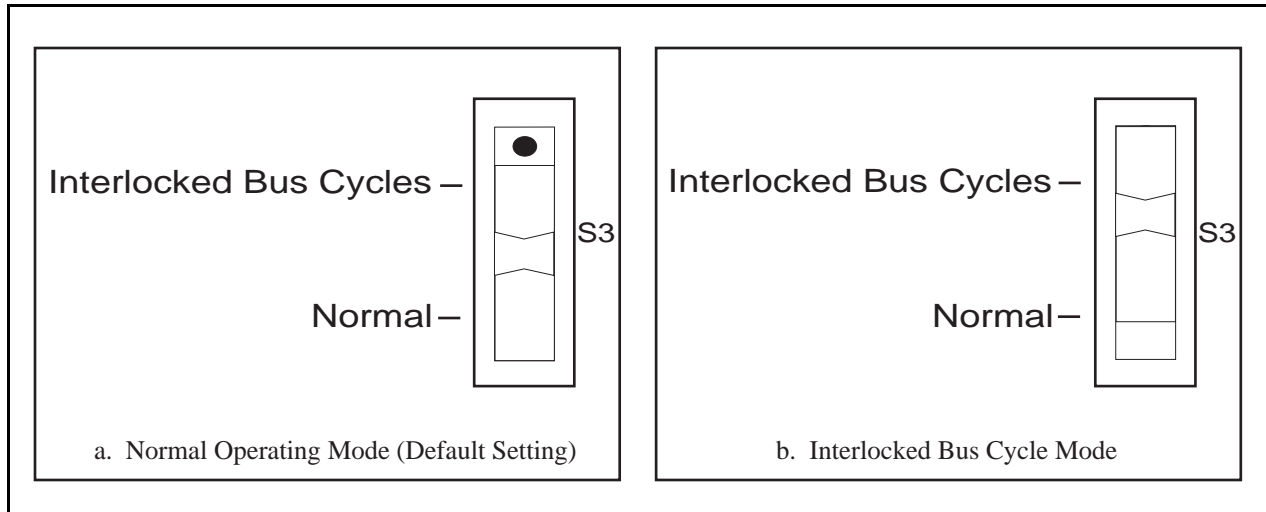 Interlocked Bus Cycles –
S3
Normal –
a. Normal Operating Mode (Default Setting)
Interlocked Bus Cycles –
S3
Normal –
b. Interlocked Bus Cycle Mode